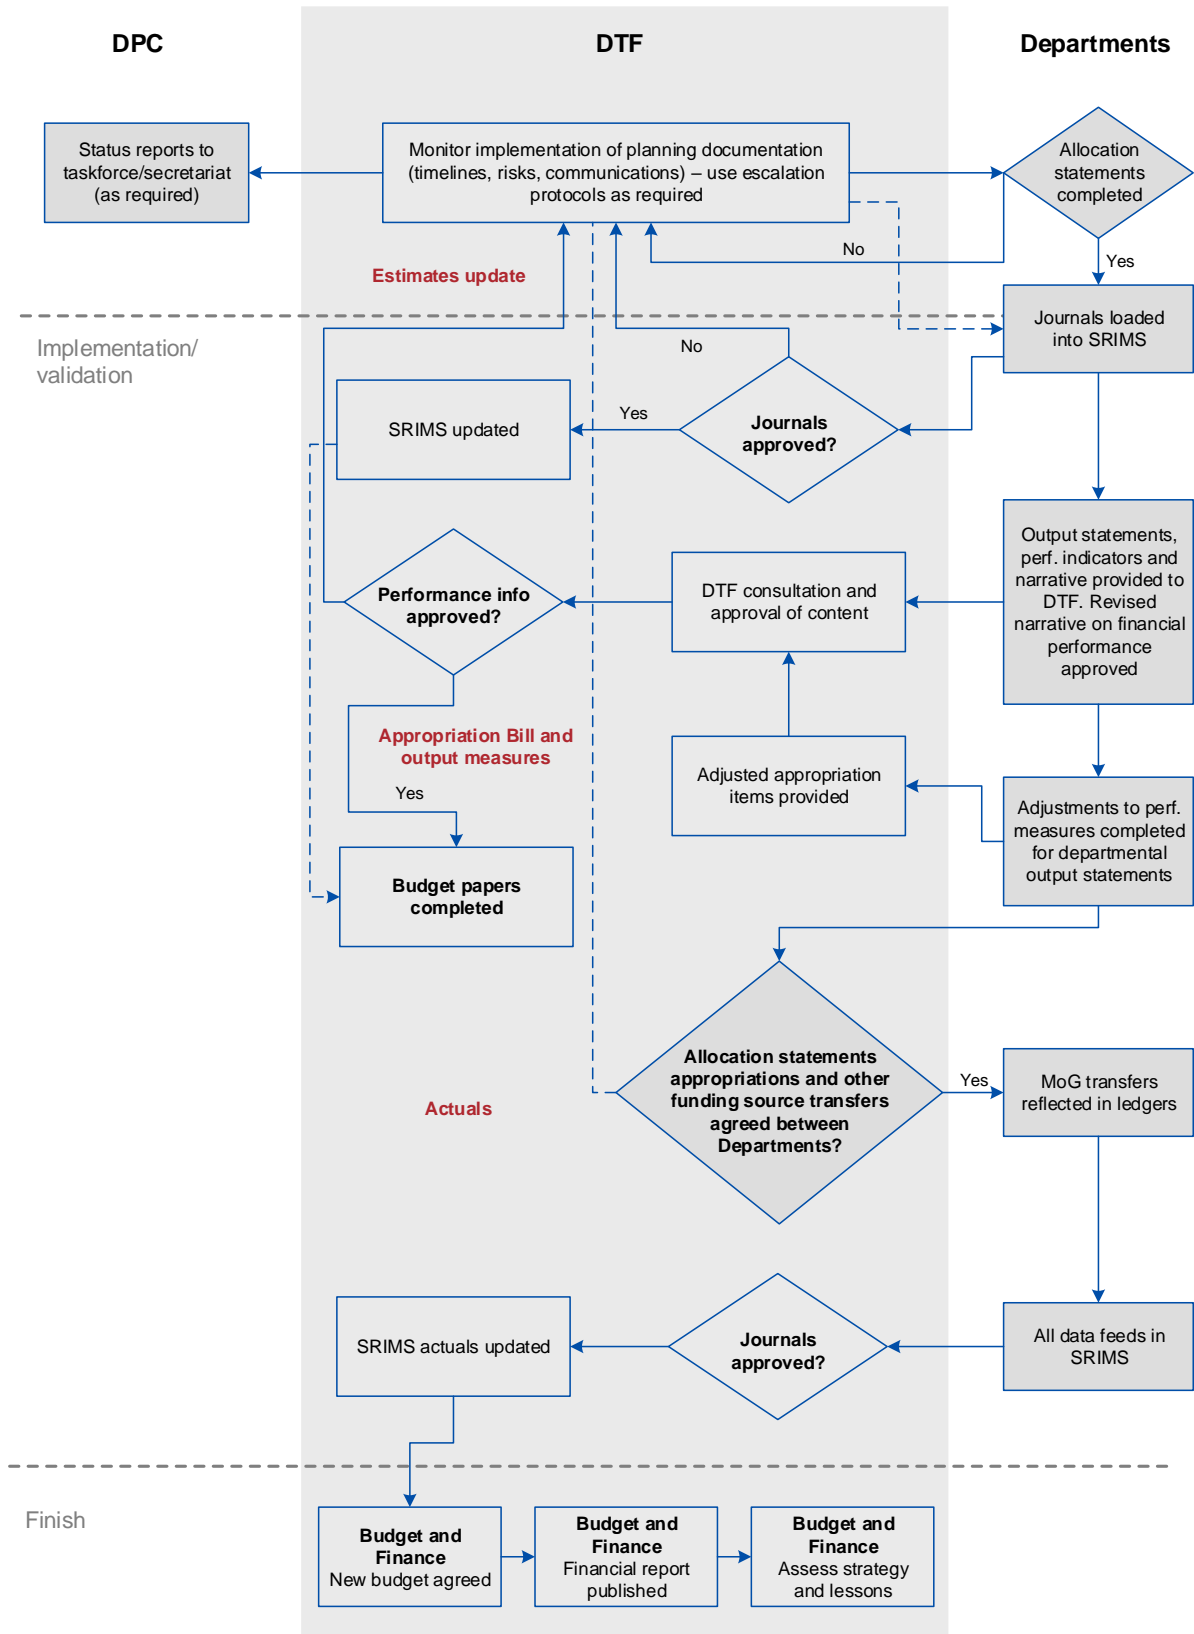 DPC
DTF
Departments
Status reports to
taskforce/secretariat
(as required)
Monitor implementation of planning documentation
(timelines, risks, communications) – use escalation
protocols as required
Allocation
statements
completed
No
Yes
Estimates update
Journals loaded
into SRIMS
Implementation/
validation
No
SRIMS updated
Yes
Journals
approved?
Output statements,
perf. indicators and
narrative provided to
DTF. Revised
narrative on financial
performance
approved
Performance info
approved?
DTF consultation and
approval of content
Appropriation Bill and
output measures
Yes
Adjusted appropriation
items provided
Adjustments to perf.
measures completed
for departmental
output statements
Budget papers
completed
Allocation statements
appropriations and other
funding source transfers
agreed between
Departments?
Yes
MoG transfers
reflected in ledgers
Actuals
SRIMS actuals updated
Journals
approved?
All data feeds in
SRIMS
Finish
Budget and
Finance
New budget agreed
Budget and
Finance
Financial report
published
Budget and
Finance
Assess strategy
and lessons